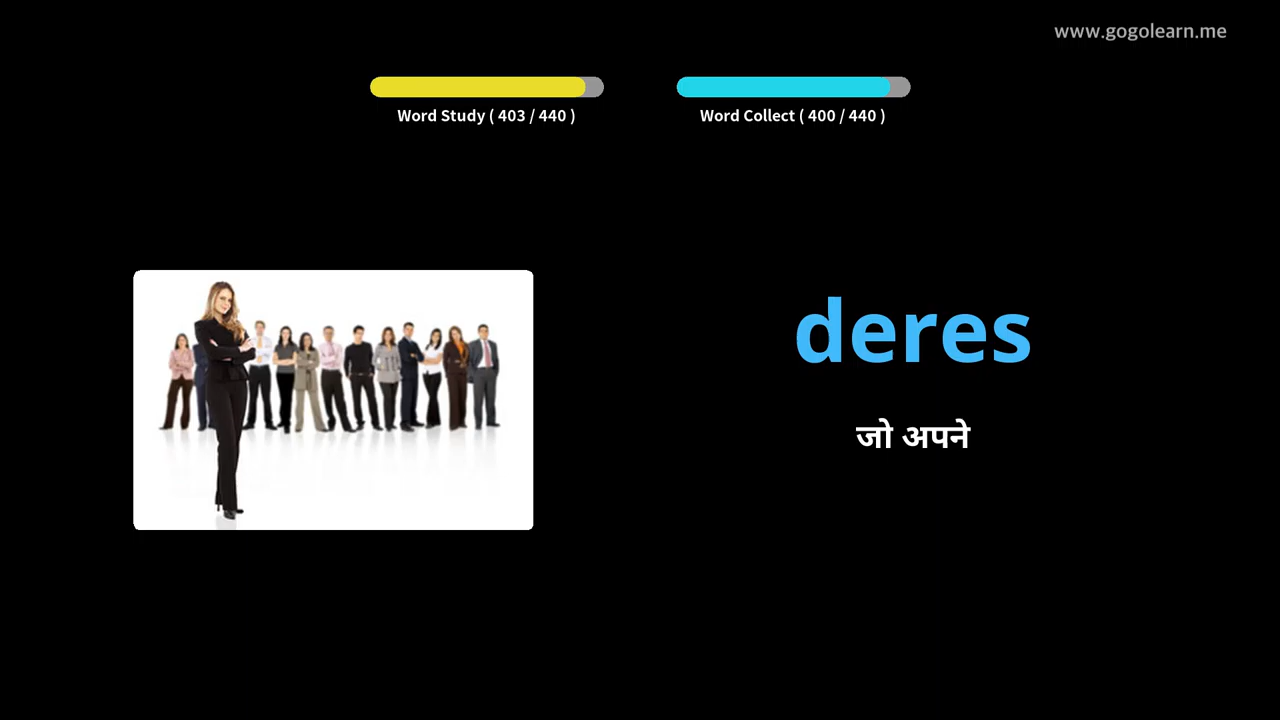 www.gogolearn.me
Word Study ( 403 / 440 )
Word Collect ( 400 / 440 )
deres
जो अपने